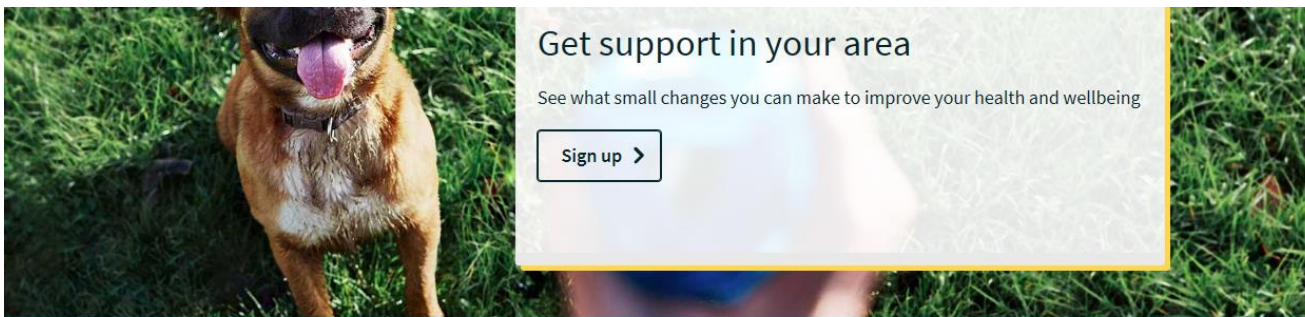 Get support in your area
See what small changes you can make to improve your health and wellbeing
Sign up